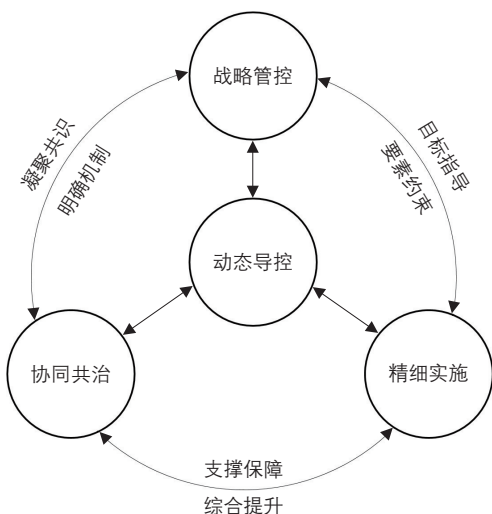 战略管控
凝聚共识
明确机制
目标指导
要素约束
动态导控
协同共治
精细实施
支撑保障
综合提升